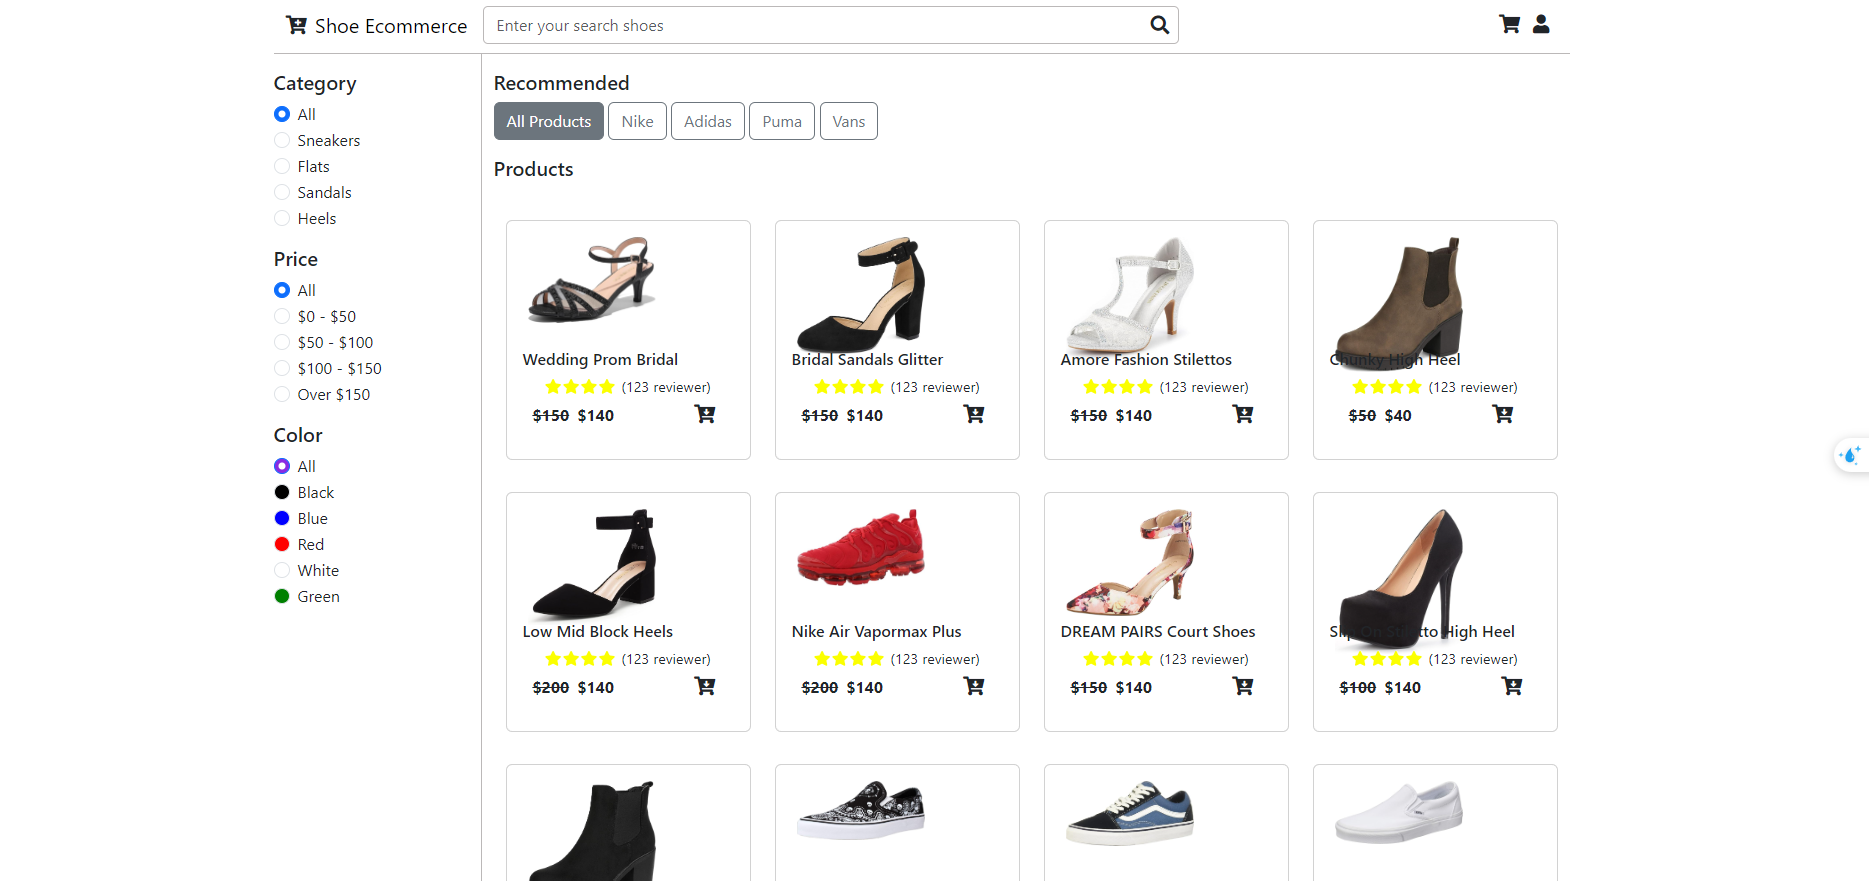 Shoe Ecommerce
Enter your search shoes
Category
All
Sneakers
Flats
Sandals
Heels
Price
All
$0 - $50
$50 - $100
$100 - $150
Over $150
Color
All
Black
Blue
Red
White
Green
Recommended
All Products Nike Adidas Puma Vans
Products
Wedding Prom Bridal
(123 reviewer)
$150 $140
Bridal Sandals Glitter
(123 reviewer)
$150 $140
Amore Fashion Stilettos
(123 reviewer)
$150 $140
Chunky High Heel
(123 reviewer)
$50 $40
Low Mid Block Heels
(123 reviewer)
$200 $140
Nike Air Vapormax Plus
(123 reviewer)
$200 $140
DREAM PAIRS Court Shoes
(123 reviewer)
$150 $140
Slip On Stiletto High Heel
(123 reviewer)
$100 $140